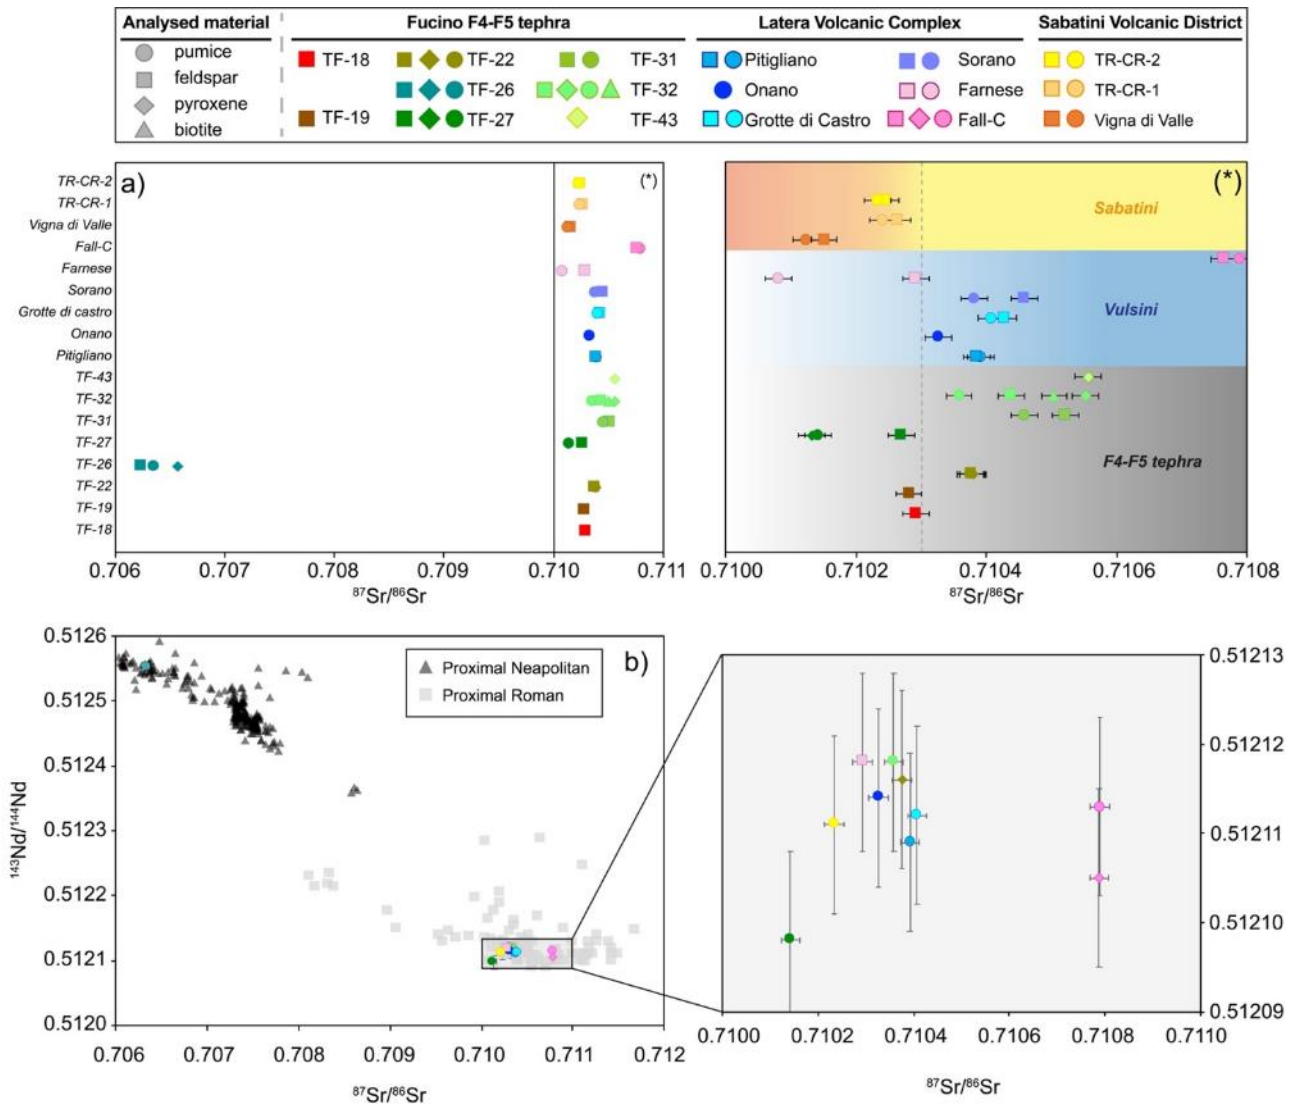 Analysed material
pumice
feldspar
pyroxene
biotite
Fucino F4-F5 tephra
TF-18
TF-22
TF-31
TF-26
TF-32
TF-19
TF-27
TF-43
Latera Volcanic Complex
Pitigliano
Sorano
Onano
Farnese
Grotte di Castro
Fall-C
Sabatini Volcanic District
TR-CR-2
TR-CR-1
Vigna di Valle
a)
(*)
TR-CR-2
TR-CR-1
Vigna di Valle
Fall-C
Farnese
Sorano
Grotte di castro
Onano
Pitigliano
TF-43
TF-32
TF-31
TF-27
TF-26
TF-22
TF-19
TF-18
0.706 0.707 0.708 0.709 0.710 0.711
⁸⁷Sr/⁸⁶Sr
(*)
Sabatini
Vulsini
F4-F5 tephra
0.7100 0.7102 0.7104 0.7106 0.7108
⁸⁷Sr/⁸⁶Sr
b)
Proximal Neapolitan
Proximal Roman
0.5126
0.5125
0.5124
0.5123
0.5122
0.5121
0.5120
¹⁴³Nd/¹⁴⁴Nd
0.706 0.707 0.708 0.709 0.710 0.711 0.712
⁸⁷Sr/⁸⁶Sr
0.51213
0.51212
0.51211
0.51210
0.51209
0.7100 0.7102 0.7104 0.7106 0.7108 0.7110
⁸⁷Sr/⁸⁶Sr